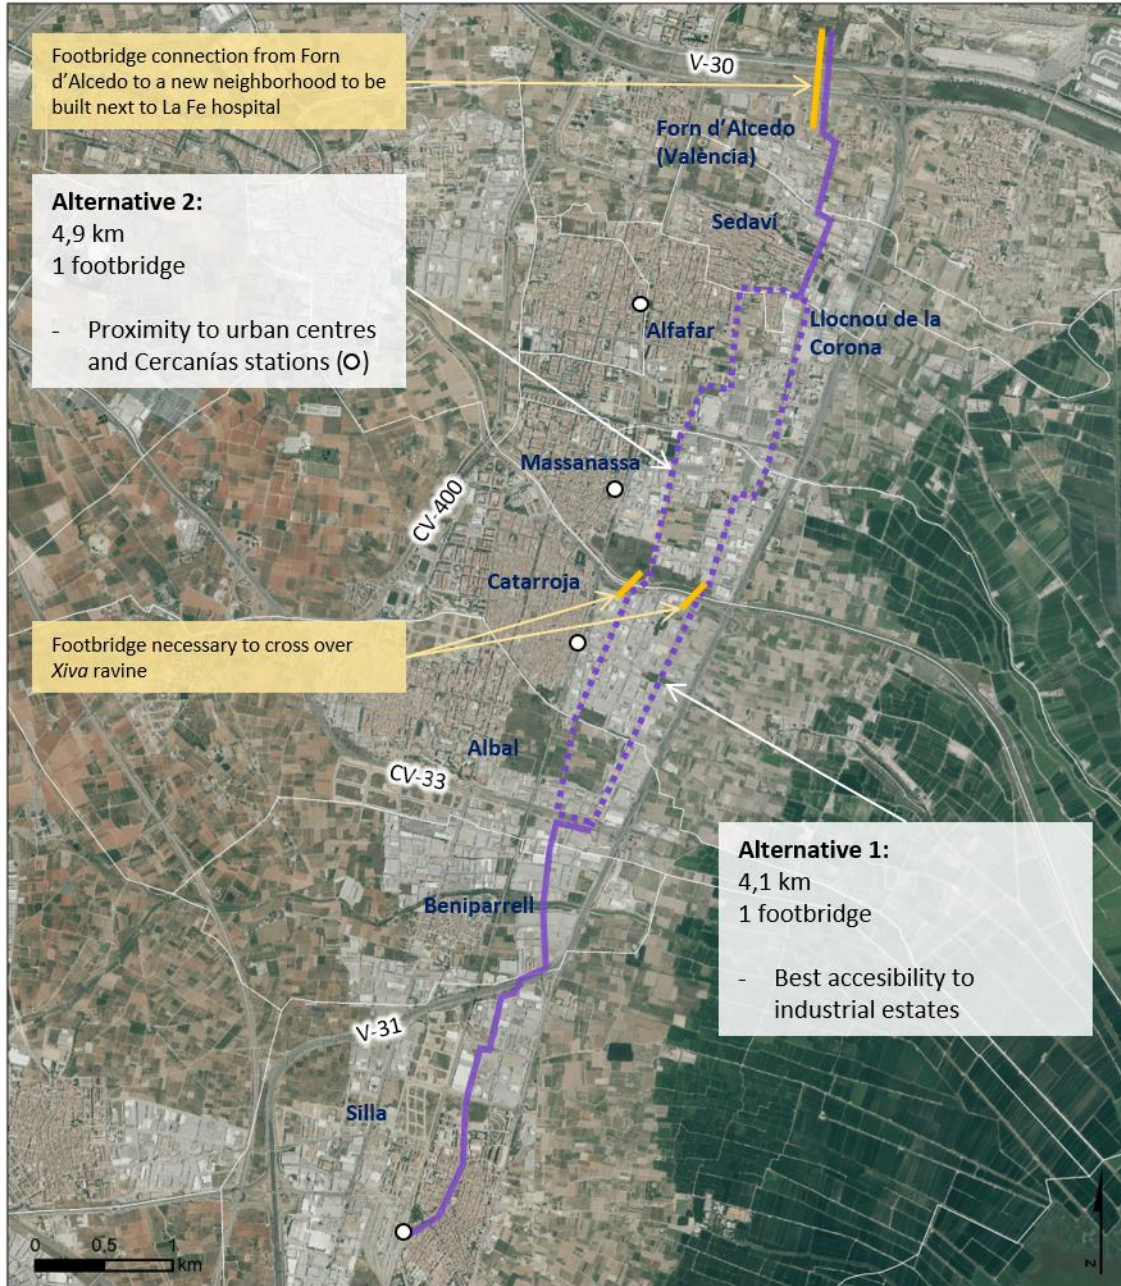 Footbridge connection from Forn
d'Alcedo to a new neighborhood to be
built next to La Fe hospital
V-30
Forn d'Alcedo
(València)
Alternative 2:
4,9 km
1 footbridge
- Proximity to urban centres
and Cercanías stations (O)
Sedaví
Alfafar
Llocnou de la
Corona
Massanassa
CV-400
Catarroja
Footbridge necessary to cross over
Xiva ravine
Albal
CV-33
Alternative 1:
4,1 km
1 footbridge
- Best accesibility to
industrial estates
Beniparrell
V-31
Silla
0 0,5 1
km
N